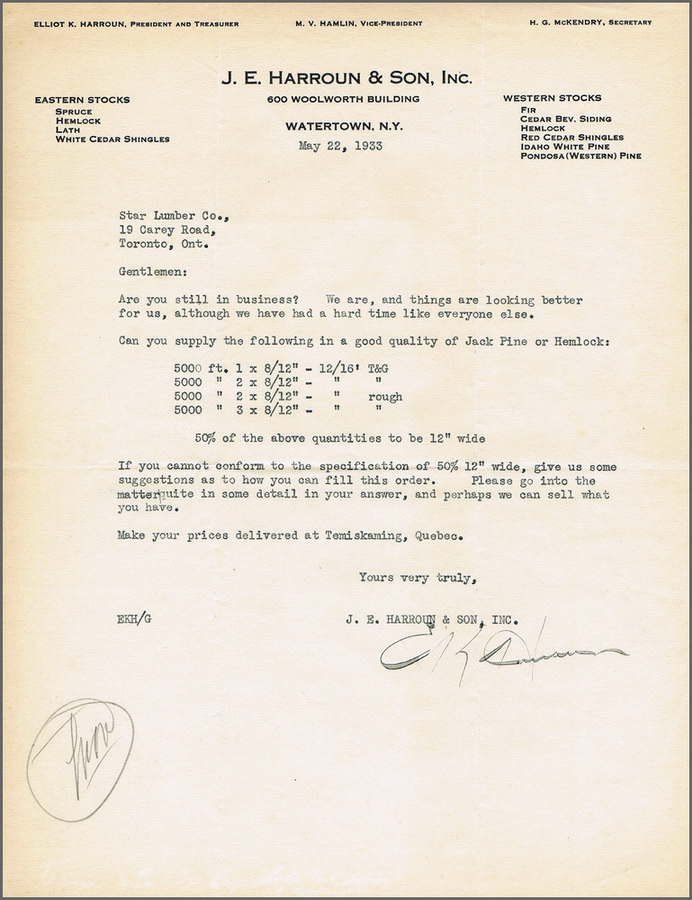 ELLIOT K. HARROUN, PRESIDENT AND TREASURER M. V. HAMLIN, VICE-PRESIDENT H. G. MCKENDRY, SECRETARY
J. E. HARROUN & SON, INC.
600 WOOLWORTH BUILDING
WATERTOWN, N.Y.
EASTERN STOCKS
SPRUCE
HEMLOCK
LATH
WHITE CEDAR SHINGLES
WESTERN STOCKS
FIR
CEDAR BEV. SIDING
HEMLOCK
RED CEDAR SHINGLES
IDAHO WHITE PINE
PONDOSA (WESTERN) PINE
May 22, 1933
Star Lumber Co.,
19 Carey Road,
Toronto, Ont.
Gentlemen:
Are you still in business? We are, and things are looking better
for us, although we have had a hard time like everyone else.
Can you supply the following in a good quality of Jack Pine or Hemlock:
5000 ft. 1 x 8/12" - 12/16' T&G
5000 " 2 x 8/12" - " "
5000 " 2 x 8/12" - " rough
5000 " 3 x 8/12" - " "
50% of the above quantities to be 12" wide
If you cannot conform to the specification of 50% 12" wide, give us some
suggestions as to how you can fill this order. Please go into the
matter quite in some detail in your answer, and perhaps we can sell what
you have.
Make your prices delivered at Temiskaming, Quebec.
Yours very truly,
EKH/G J. E. HARROUN & SON, INC.
E K Harroun